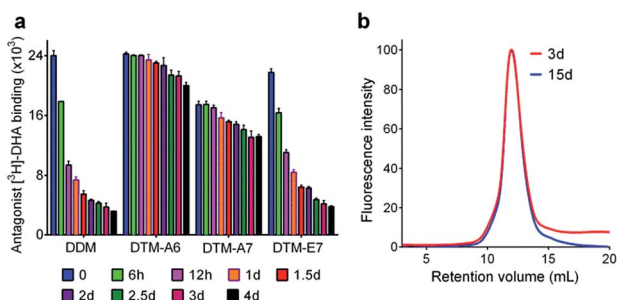 a
Antagonist [³H]-DHA binding (x10³)
24
16
8
0
DDM DTM-A6 DTM-A7 DTM-E7
0 6h 12h 1d 1.5d
2d 2.5d 3d 4d
b
3d
15d
Fluorescence intensity
100
80
60
40
20
0
5 10 15 20
Retention volume (mL)